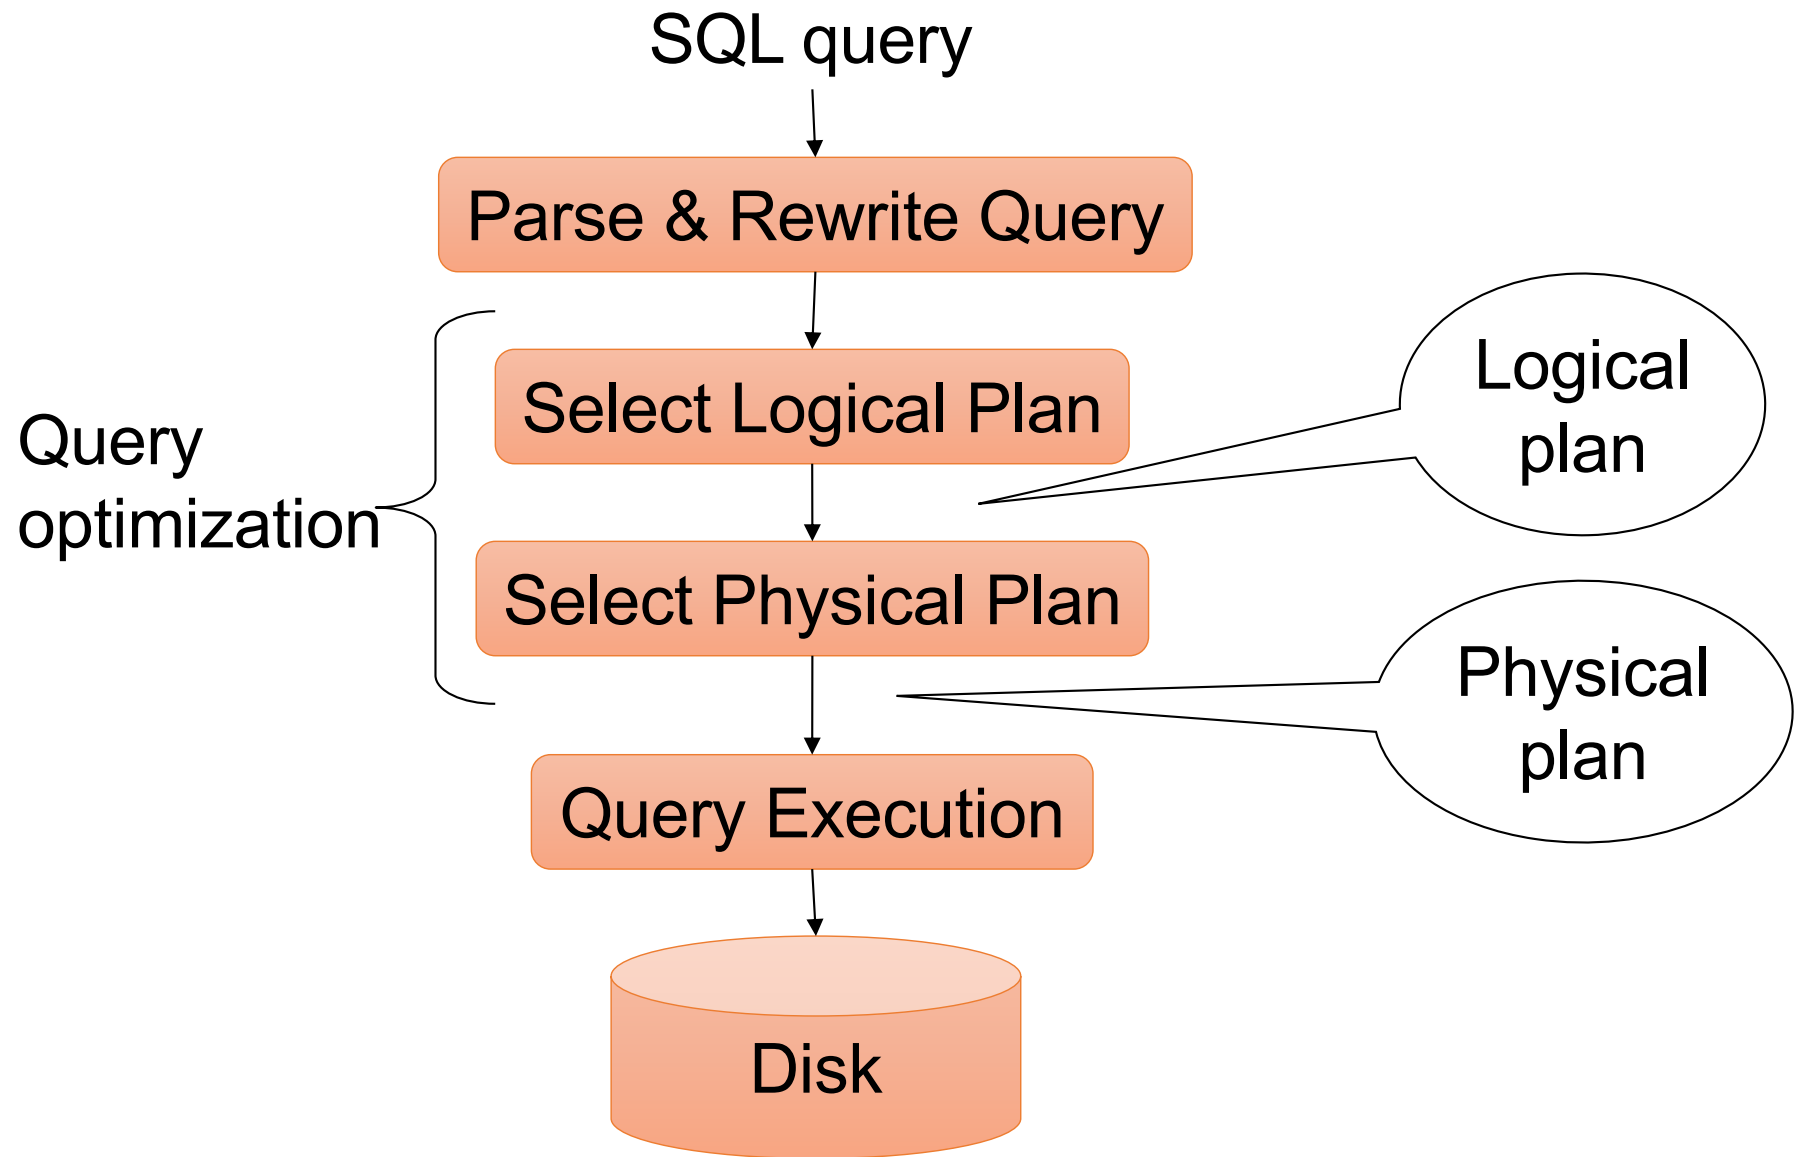 SQL query
Parse & Rewrite Query
Select Logical Plan
Logical
plan
Query
optimization
Select Physical Plan
Physical
plan
Query Execution
Disk